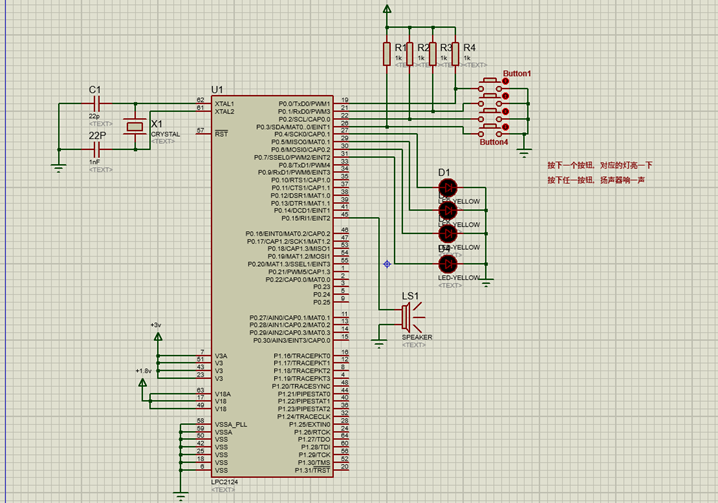 R1 R2 R3 R4
1k 1k 1k 1k
<TEXT>
Button1
Button4
按下一个按钮，对应的灯亮一下
按下任一按钮，扬声器响一声
C1
22p
<TEXT>
22P
1nF
<TEXT>
X1
CRYSTAL
<TEXT>
U1
62 XTAL1
61 XTAL2
57 RST
P0.0/TxD0/PWM1 19
P0.1/RxD0/PWM3 21
P0.2/SCL/CAP0.0 22
P0.3/SDA/MAT0..0/EINT1 26
P0.4/SCK0/CAP0.1 27
P0.5/MISO0/MAT0.1 29
P0.6/MOSI0/CAP0.2 30
P0.7/SSEL0/PWM2/EINT2 31
P0.8/TxD1/PWM4 33
P0.9/RxD1/PWM6/EINT3 34
P0.10/RTS1/CAP1.0 35
P0.11/CTS1/CAP1.1 37
P0.12/DSR1/MAT1.0 38
P0.13/DTR1/MAT1.1 39
P0.14/DCD1/EINT1 41
P0.15/RI1/EINT2 45
P0.16/EINT0/MAT0.2/CAP0.2 46
P0.17/CAP1.2/SCK1/MAT1.2 47
P0.18/CAP1.3/MISO1 53
P0.19/MAT1.2/MOSI1 54
P0.20/MAT1.3/SSEL1/EINT3 55
P0.21/PWM5/CAP1.3 1
P0.22/CAP0.0/MAT0.0 2
P0.23 3
P0.24 5
P0.25 9
P0.27/AIN0/CAP0.1/MAT0.1 11
P0.28/AIN1/CAP0.2/MAT0.2 13
P0.29/AIN2/CAP0.3/MAT0.3 14
P0.30/AIN3/EINT3/CAP0.0 15
D1
LED-YELLOW
LED-YELLOW
<TEXT>
LS1
SPEAKER
<TEXT>
+3v
7 V3A
51 V3
43 V3
23 V3
+1.8v
63 V18A
17 V18
49 V18
58 VSSA_PLL
59 VSSA
50 VSS
42 VSS
25 VSS
18 VSS
6 VSS
P1.16/TRACEPKT0 16
P1.17/TRACEPKT1 12
P1.18/TRACEPKT2 8
P1.19/TRACEPKT3 4
P1.20/TRACESYNC 48
P1.21/PIPESTAT0 44
P1.22/PIPESTAT1 40
P1.23/PIPESTAT2 36
P1.24/TRACECLK 32
P1.25/EXTIN0 28
P1.26/RTCK 24
P1.27/TDO 64
P1.28/TDI 60
P1.29/TCK 56
P1.30/TMS 52
P1.31/TRST 20
LPC2124
<TEXT>